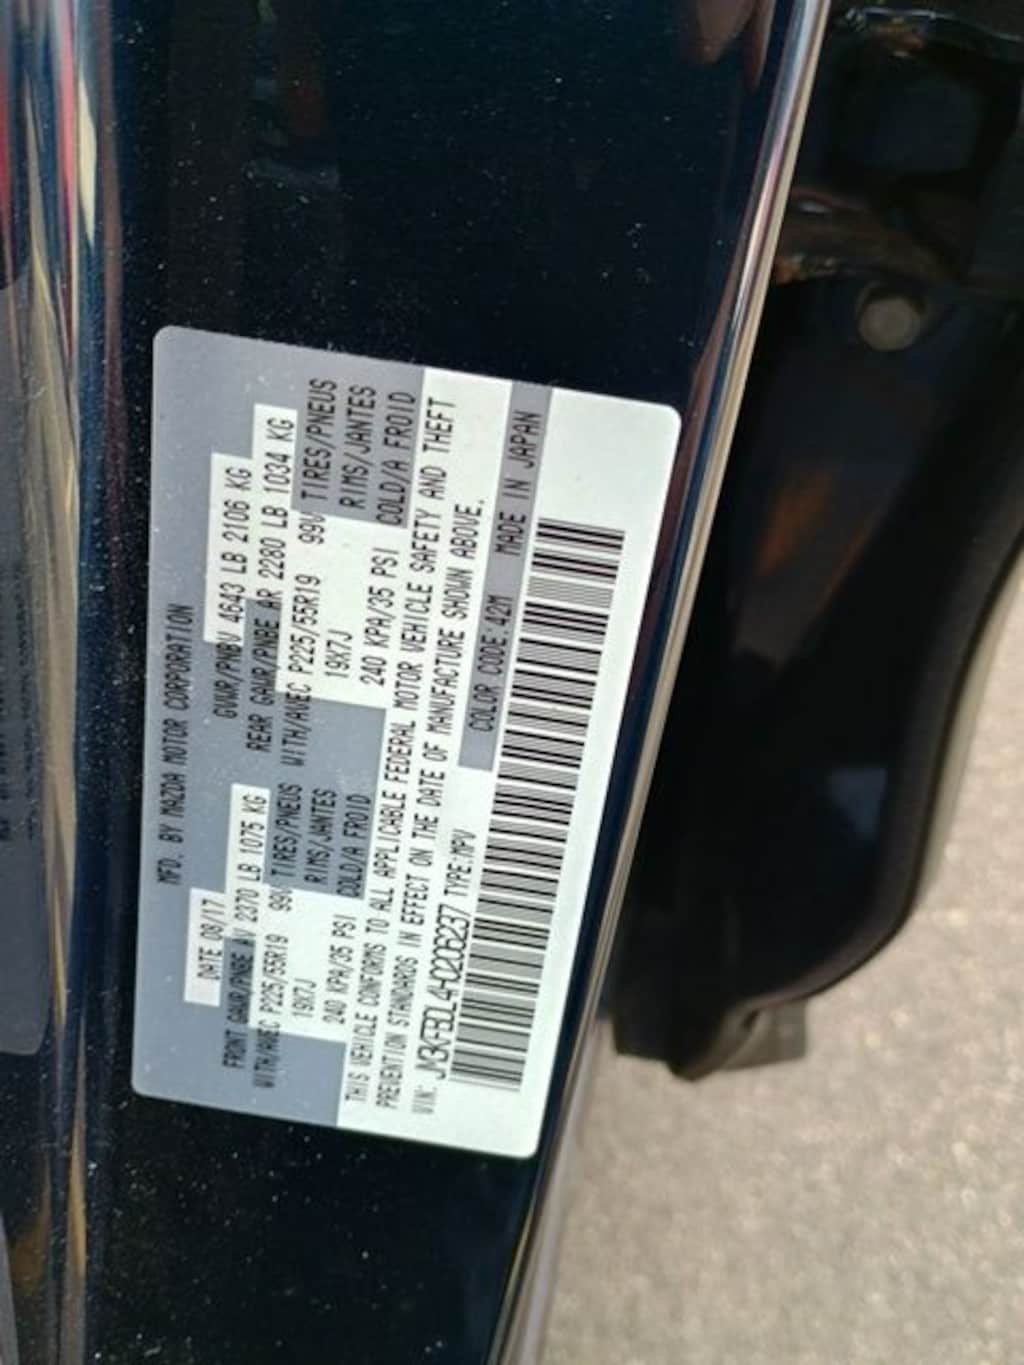 MFD. BY MAZDA MOTOR CORPORATION
DATE 08/17 GVWR/PNBV 4643 LB 2106 KG
FRONT GAWR/PNBE AV 2370 LB 1075 KG REAR GAWR/PNBE AR 2280 LB 1034 KG
WITH/AVEC P225/55R19 99V TIRES/PNEUS WITH/AVEC P225/55R19 99V TIRES/PNEUS
19X7J RIMS/JANTES 19X7J RIMS/JANTES
240 KPA/35 PSI COLD/A FROID 240 KPA/35 PSI COLD/A FROID
THIS VEHICLE CONFORMS TO ALL APPLICABLE FEDERAL MOTOR VEHICLE SAFETY AND THEFT
PREVENTION STANDARDS IN EFFECT ON THE DATE OF MANUFACTURE SHOWN ABOVE.
VIN: JM3KFBDL4H0206237 TYPE:MPV COLOR CODE:42M MADE IN JAPAN